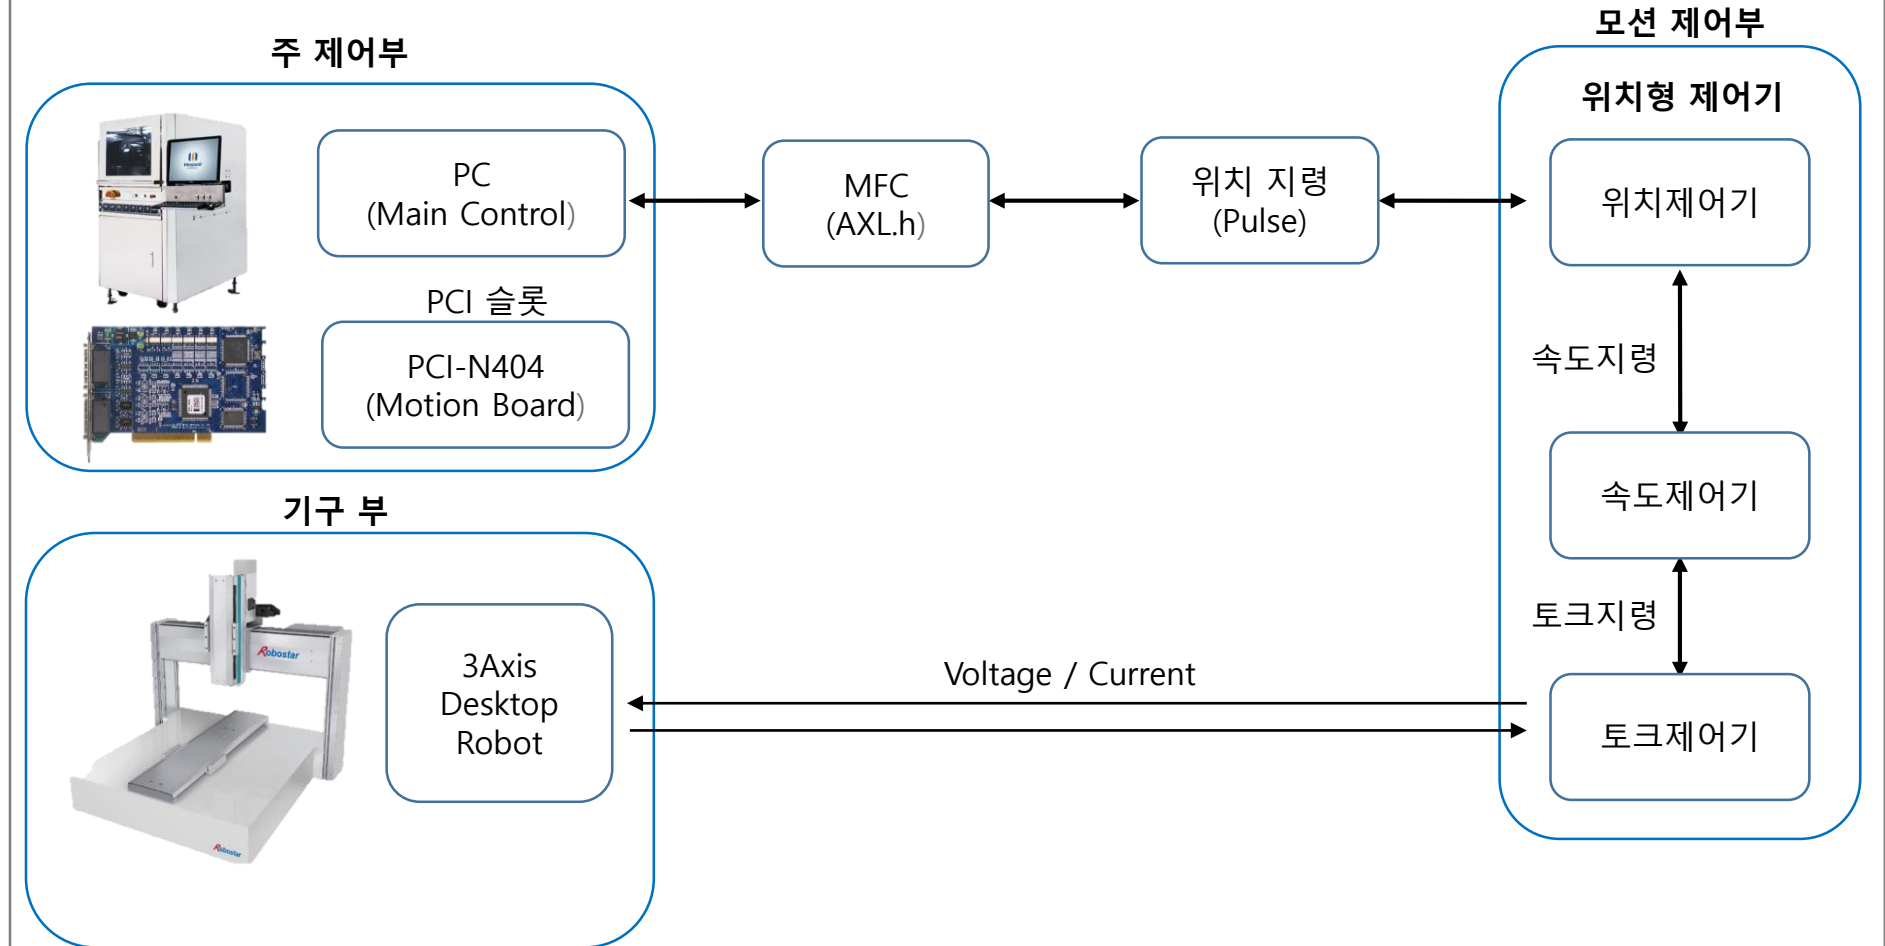 주 제어부
PC
(Main Control)
PCI 슬롯
PCI-N404
(Motion Board)
MFC
(AXL.h)
위치 지령
(Pulse)
모션 제어부
위치형 제어기
위치제어기
속도지령
속도제어기
토크지령
토크제어기
기구 부
Robostar
Robostar
3Axis
Desktop
Robot
Voltage / Current